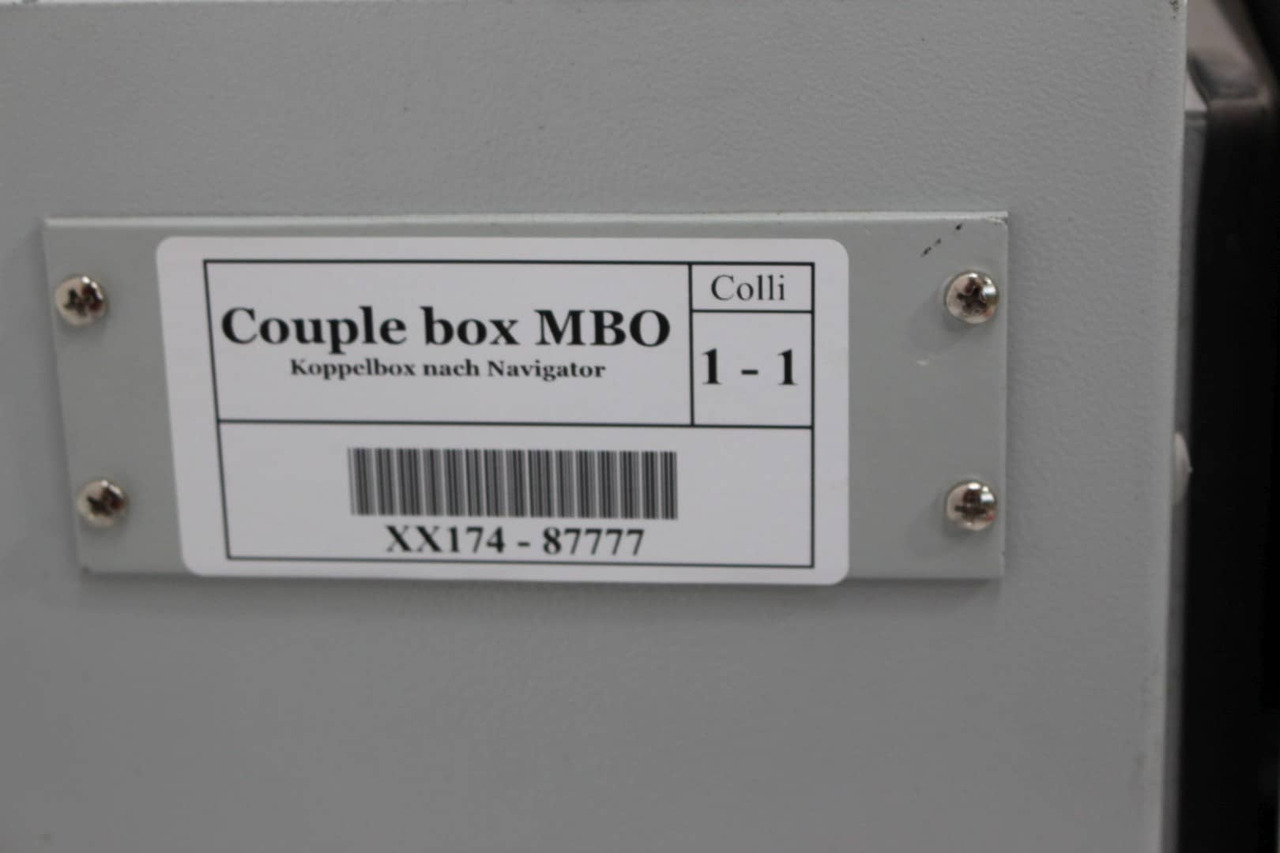 Couple box MBO
Koppelbox nach Navigator
Colli
1 - 1
XX174 - 87777